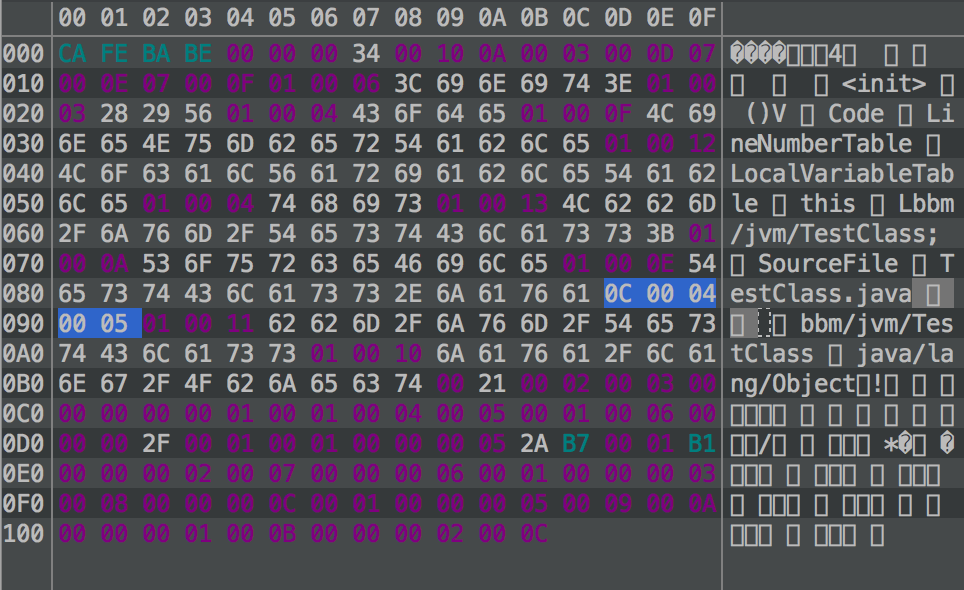 00 01 02 03 04 05 06 07 08 09 0A 0B 0C 0D 0E 0F
000 CA FE BA BE 00 00 00 34 00 10 0A 00 03 00 0D 07 ����▯▯▯4▯ ▯ ▯
010 00 0E 07 00 0F 01 00 06 3C 69 6E 69 74 3E 01 00 ▯ ▯ ▯ <init> ▯
020 03 28 29 56 01 00 04 43 6F 64 65 01 00 0F 4C 69 ()V ▯ Code ▯ Li
030 6E 65 4E 75 6D 62 65 72 54 61 62 6C 65 01 00 12 neNumberTable ▯
040 4C 6F 63 61 6C 56 61 72 69 61 62 6C 65 54 61 62 LocalVariableTab
050 6C 65 01 00 04 74 68 69 73 01 00 13 4C 62 62 6D le ▯ this ▯ Lbbm
060 2F 6A 76 6D 2F 54 65 73 74 43 6C 61 73 73 3B 01 /jvm/TestClass;
070 00 0A 53 6F 75 72 63 65 46 69 6C 65 01 00 0E 54 ▯ SourceFile ▯ T
080 65 73 74 43 6C 61 73 73 2E 6A 61 76 61 0C 00 04 estClass.java ▯
090 00 05 01 00 11 62 62 6D 2F 6A 76 6D 2F 54 65 73 ▯ ▯ bbm/jvm/Tes
0A0 74 43 6C 61 73 73 01 00 10 6A 61 76 61 2F 6C 61 tClass ▯ java/la
0B0 6E 67 2F 4F 62 6A 65 63 74 00 21 00 02 00 03 00 ng/Object▯!▯ ▯ ▯
0C0 00 00 00 00 01 00 01 00 04 00 05 00 01 00 06 00 ▯▯▯▯ ▯ ▯ ▯ ▯ ▯ ▯
0D0 00 00 2F 00 01 00 01 00 00 00 05 2A B7 00 01 B1 ▯▯/▯ ▯ ▯ ▯▯▯ *�▯ �
0E0 00 00 00 02 00 07 00 00 00 06 00 01 00 00 00 03 ▯▯▯ ▯ ▯▯▯ ▯ ▯▯▯
0F0 00 08 00 00 00 0C 00 01 00 00 00 05 00 09 00 0A ▯ ▯▯▯ ▯ ▯▯▯ ▯ ▯
100 00 00 00 01 00 0B 00 00 00 02 00 0C ▯▯▯ ▯ ▯▯▯ ▯